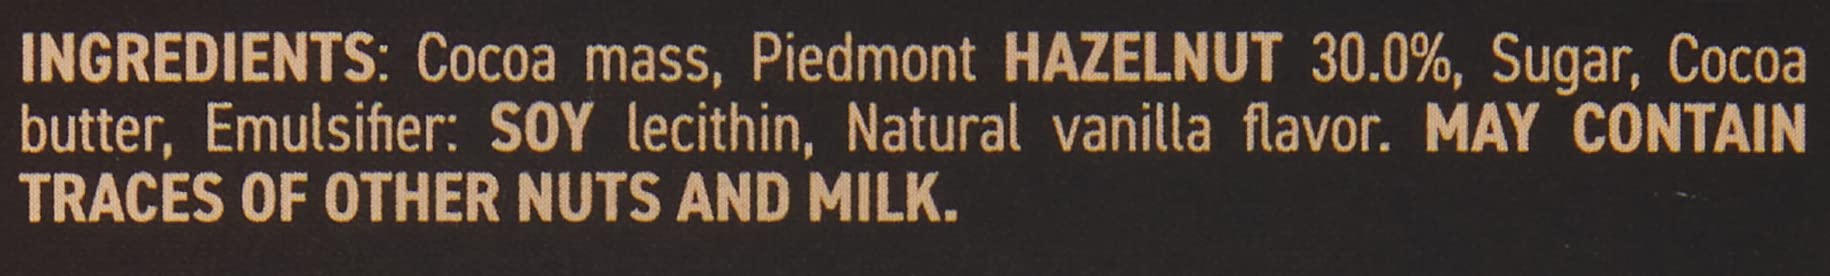 INGREDIENTS: Cocoa mass, Piedmont HAZELNUT 30.0%, Sugar, Cocoa
butter, Emulsifier: SOY lecithin, Natural vanilla flavor. MAY CONTAIN
TRACES OF OTHER NUTS AND MILK.